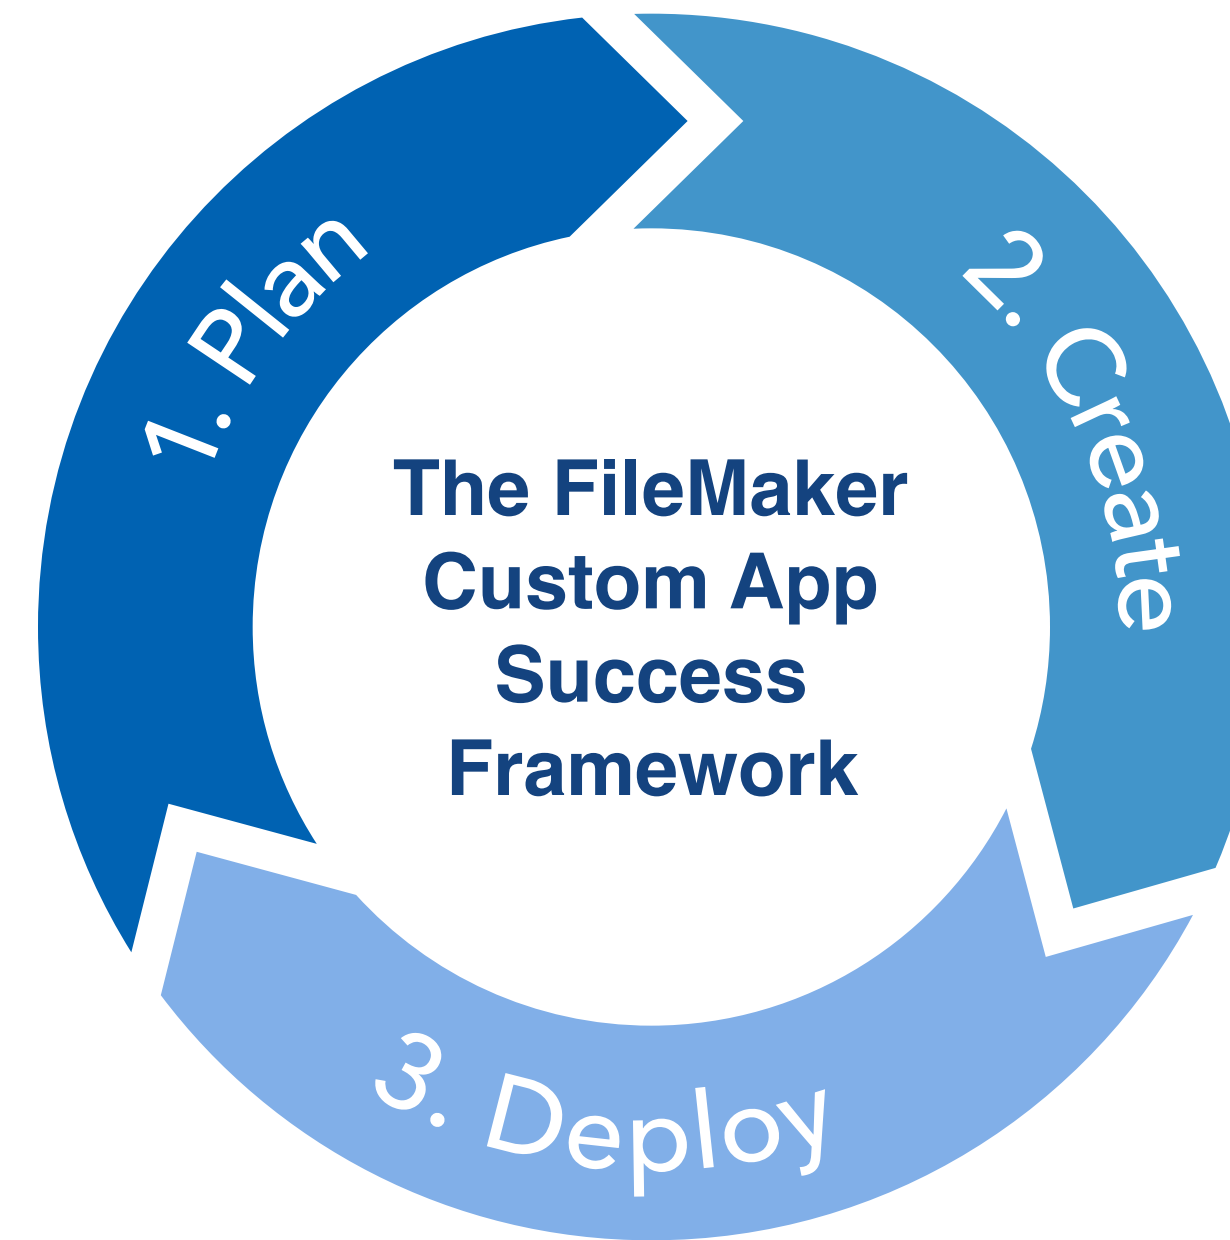 1. Plan
2. Create
The FileMaker
Custom App
Success
Framework
3. Deploy